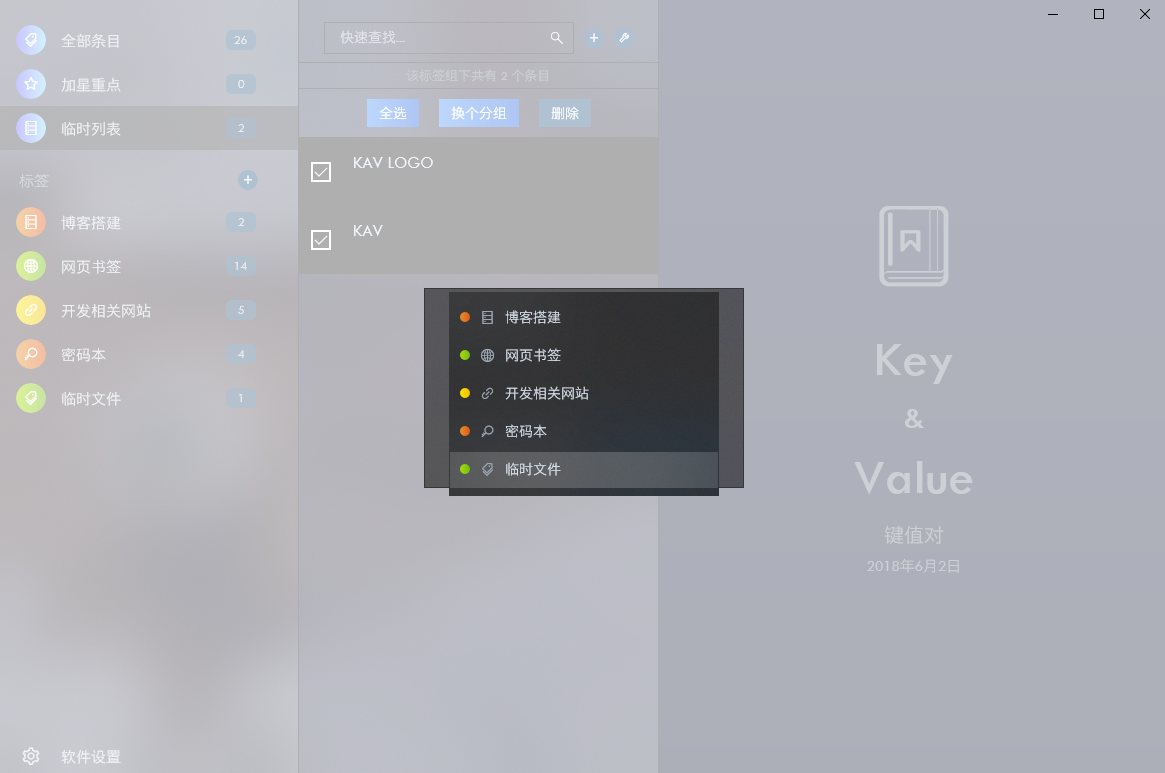 全部条目 26
加星重点 0
临时列表 2
标签
博客搭建 2
网页书签 14
开发相关网站 5
密码本 4
临时文件 1
软件设置
快速查找...
该标签组下共有 2 个条目
全选 换个分组 删除
KAV LOGO
KAV
博客搭建
网页书签
开发相关网站
密码本
临时文件
Key
&
Value
键值对
2018年6月2日